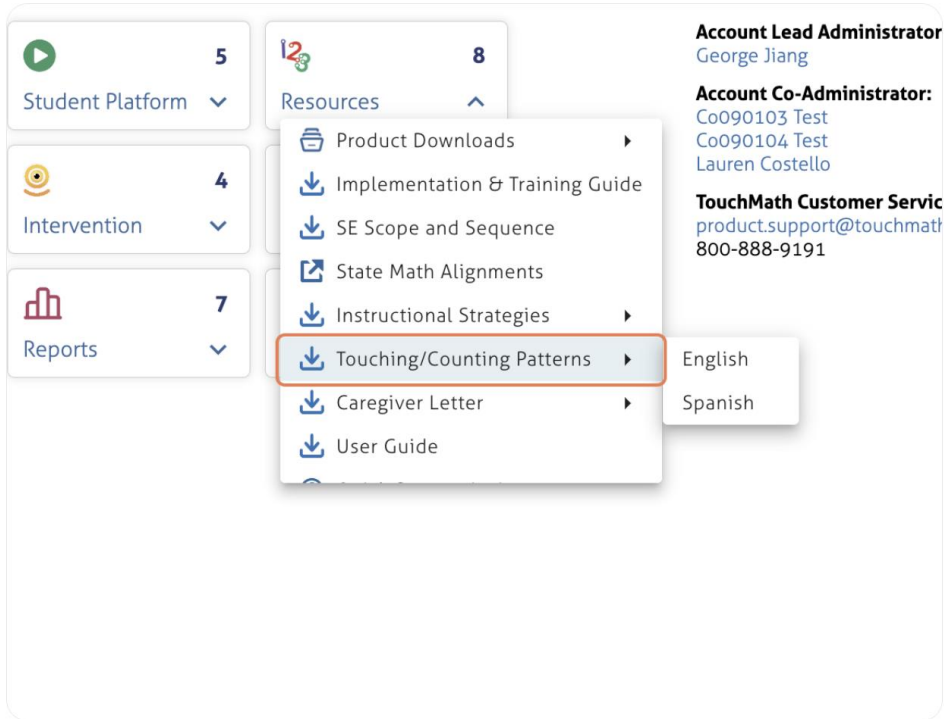 5
Student Platform
123
8
Resources
4
Intervention
7
Reports
Product Downloads
Implementation & Training Guide
SE Scope and Sequence
State Math Alignments
Instructional Strategies
Touching/Counting Patterns
Caregiver Letter
User Guide
English
Spanish
Account Lead Administrator
George Jiang
Account Co-Administrator:
Co090103 Test
Co090104 Test
Lauren Costello
TouchMath Customer Servic
product.support@touchmath
800-888-9191